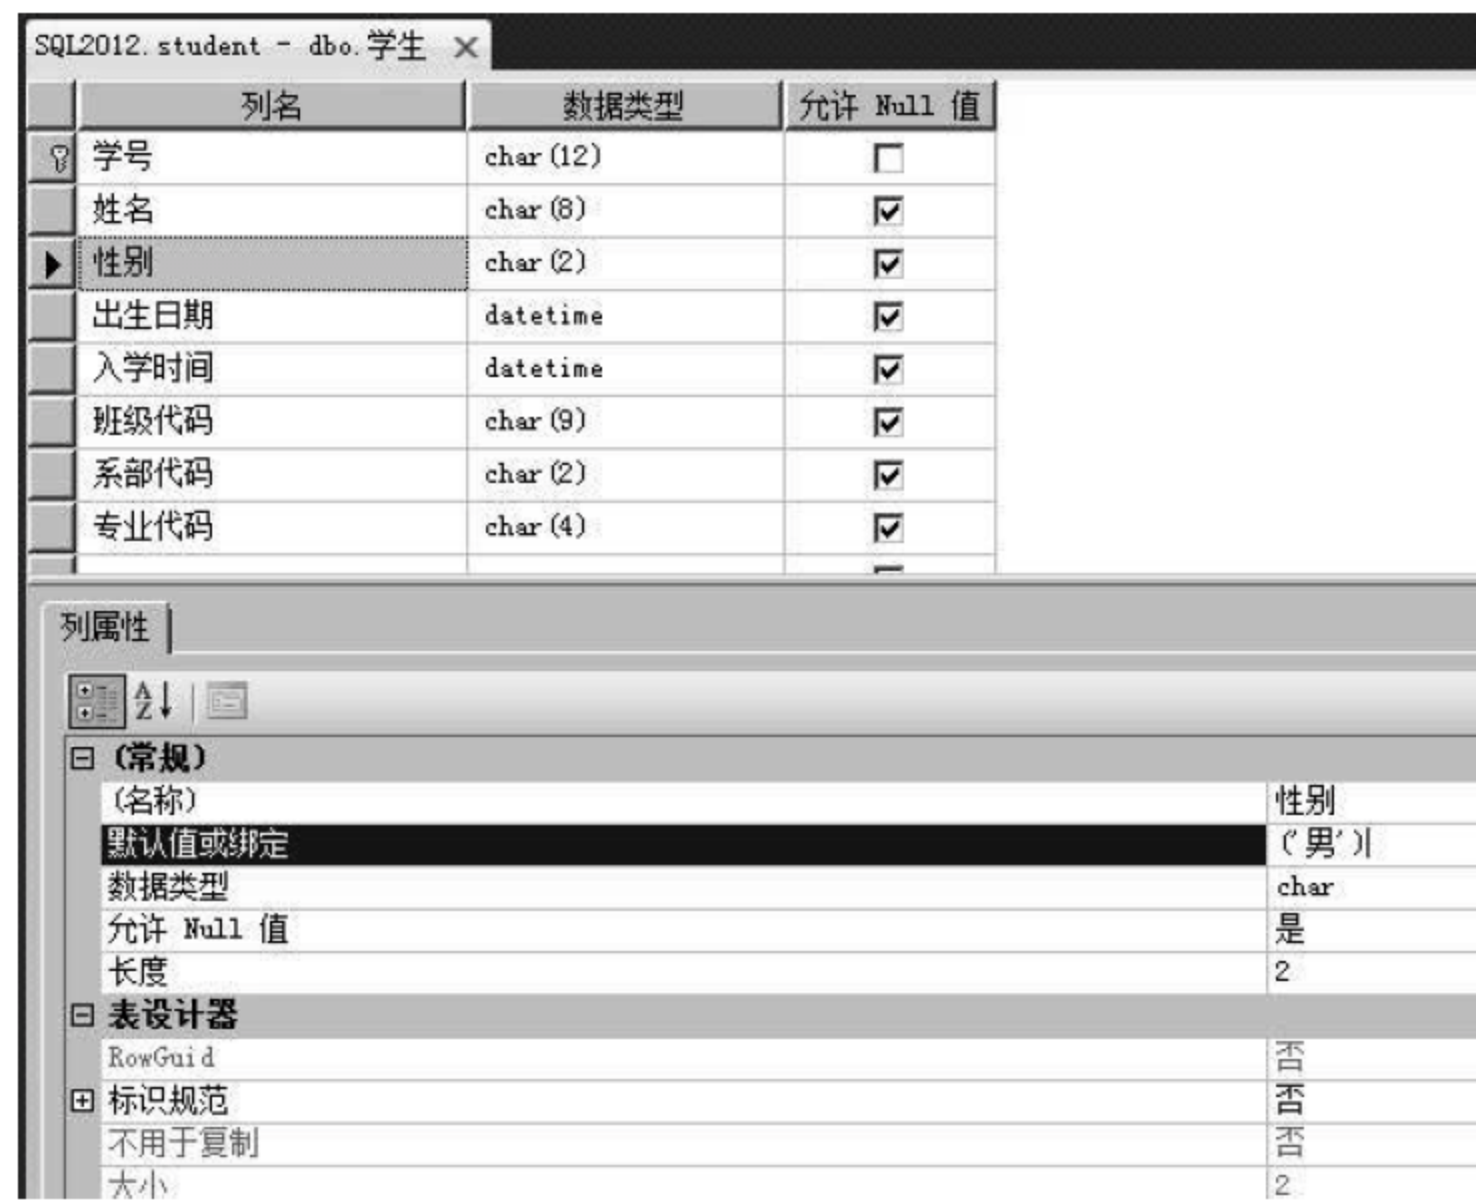 SQL2012.student - dbo.学生
列名 数据类型 允许 Null 值
学号 char(12)
姓名 char(8)
性别 char(2)
出生日期 datetime
入学时间 datetime
班级代码 char(9)
系部代码 char(2)
专业代码 char(4)
列属性
(常规)
(名称) 性别
默认值或绑定 ('男')
数据类型 char
允许 Null 值 是
长度 2
表设计器
RowGuid 否
标识规范 否
不用于复制 否
大小 2